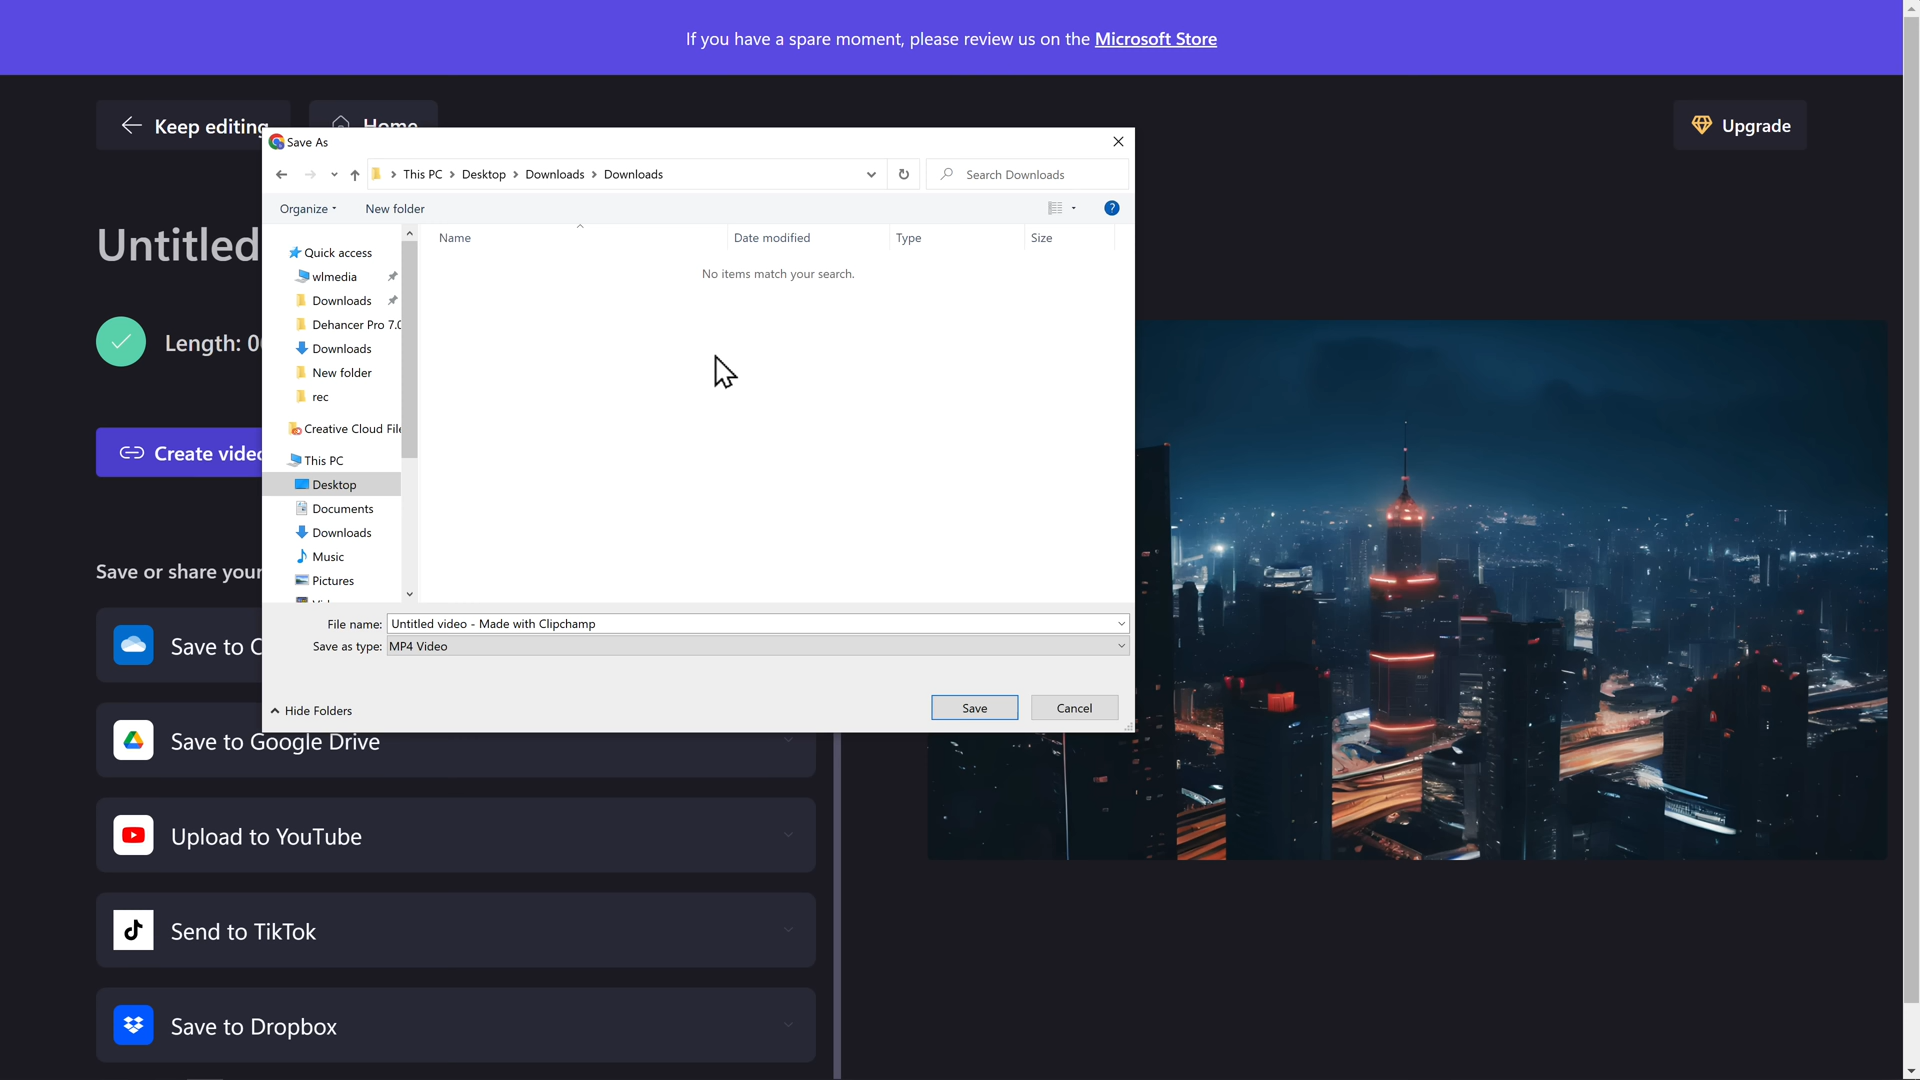 If you have a spare moment, please review us on the Microsoft Store
Keep editing
Home
Upgrade
Save As
This PC
Desktop
Downloads
Downloads
Search Downloads
Organize
New folder
Untitled
Name
Date modified
Type
Size
No items match your search.
Quick access
wlmedia
Downloads
Dehancer Pro 7.0
Downloads
New folder
rec
Length: 0
Creative Cloud File
Create video
This PC
Desktop
Documents
Downloads
Music
Pictures
Save or share your
File name:
Untitled video - Made with Clipchamp
Save as type:
MP4 Video
Save to
Save
Cancel
Hide Folders
Save to Google Drive
Upload to YouTube
Send to TikTok
Save to Dropbox